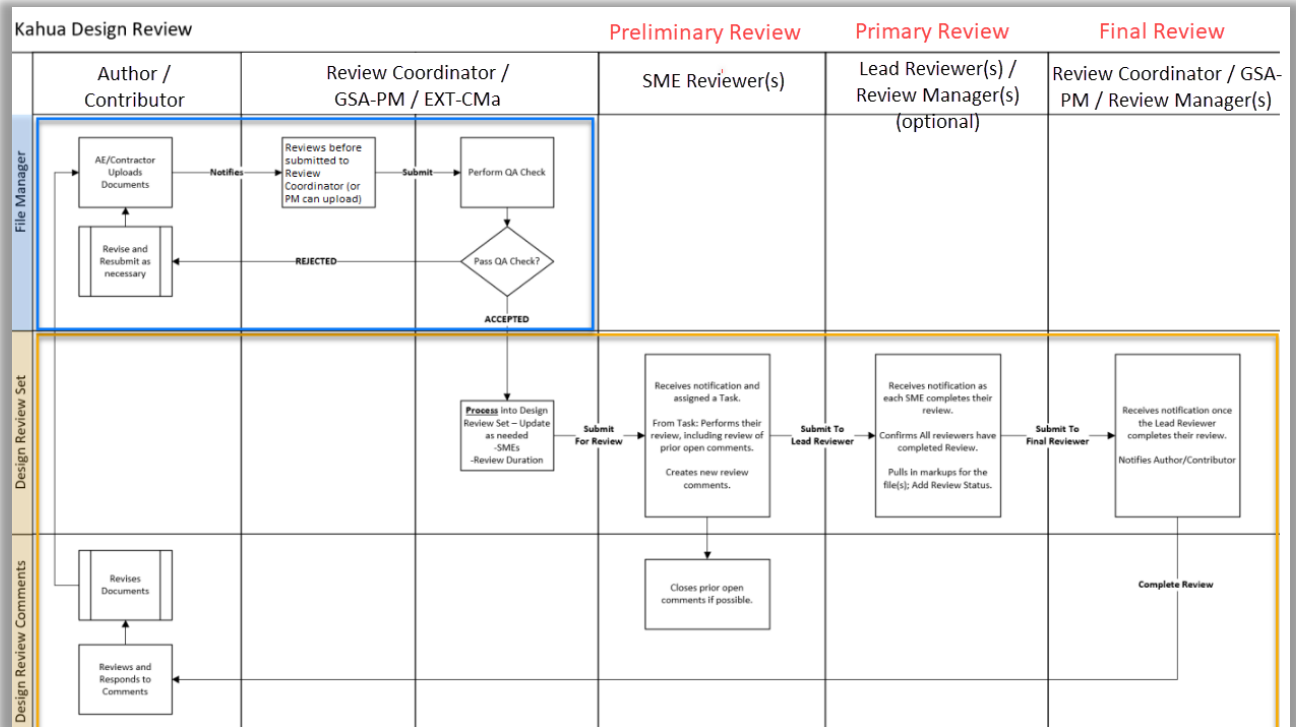 Kahua Design Review
Preliminary Review
Primary Review
Final Review
Author /
Contributor
Review Coordinator /
GSA-PM / EXT-CMa
SME Reviewer(s)
Lead Reviewer(s) /
Review Manager(s)
(optional)
Review Coordinator / GSA-
PM / Review Manager(s)
File Manager
AE/Contractor
Uploads
Documents
Notifies
Reviews before
submitted to
Review
Coordinator (or
PM can upload)
Submit
Perform QA Check
Revise and
Resubmit as
necessary
REJECTED
Pass QA Check?
ACCEPTED
Design Review Set
Process into Design
Review Set – Update
as needed
-SMEs
-Review Duration
Submit
For Review
Receives notification and
assigned a Task.
From Task: Performs their
review, including review of
prior open comments.
Creates new review
comments.
Submit To
Lead Reviewer
Receives notification as
each SME completes their
review.
Confirms All reviewers have
completed Review.
Pulls in markups for the
file(s); Add Review Status.
Submit To
Final Reviewer
Receives notification once
the Lead Reviewer
completes their review.
Notifies Author/Contributor
Design Review Comments
Revises
Documents
Closes prior open
comments if possible.
Complete Review
Reviews and
Responds to
Comments